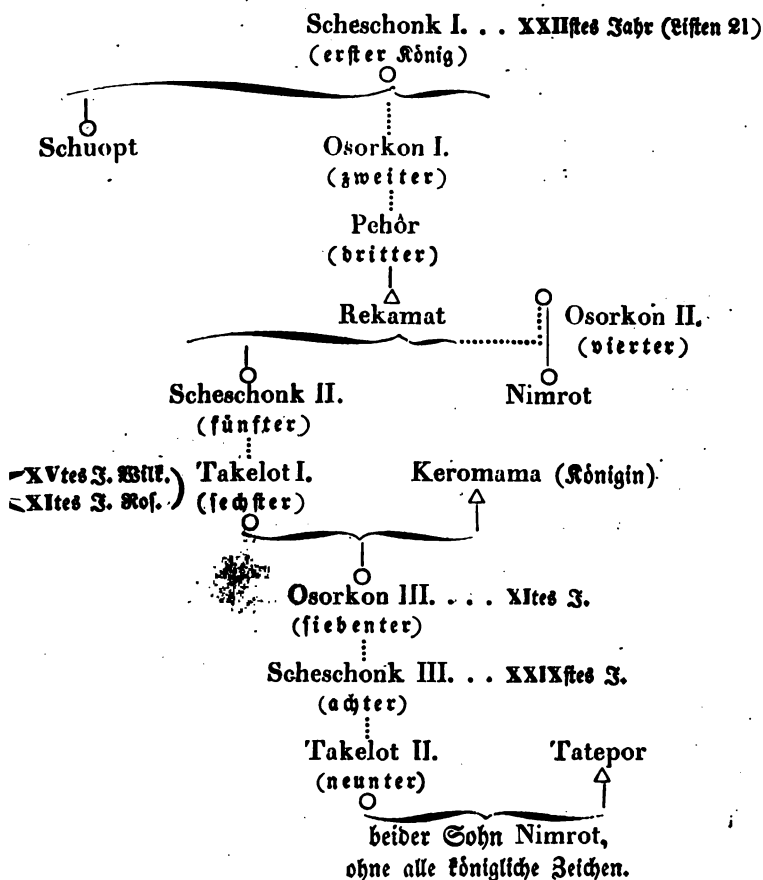 Scheschonk I. . . XXIIstes Jahr (Listen 21)
(erster König)
Schuopt
Osorkon I.
(zweiter)
Pehôr
(dritter)
Rekamat
Osorkon II.
(vierter)
Scheschonk II.
(fünfter)
Nimrot
XVtes J. Wilk.
XItes J. Ros.
Takelot I.
(sechster)
Keromama (Königin)
Osorkon III. . . . XItes J.
(siebenter)
Scheschonk III. . . XXIXstes J.
(achter)
Takelot II.
(neunter)
Tatepor
beider Sohn Nimrot,
ohne alle königliche Zeichen.